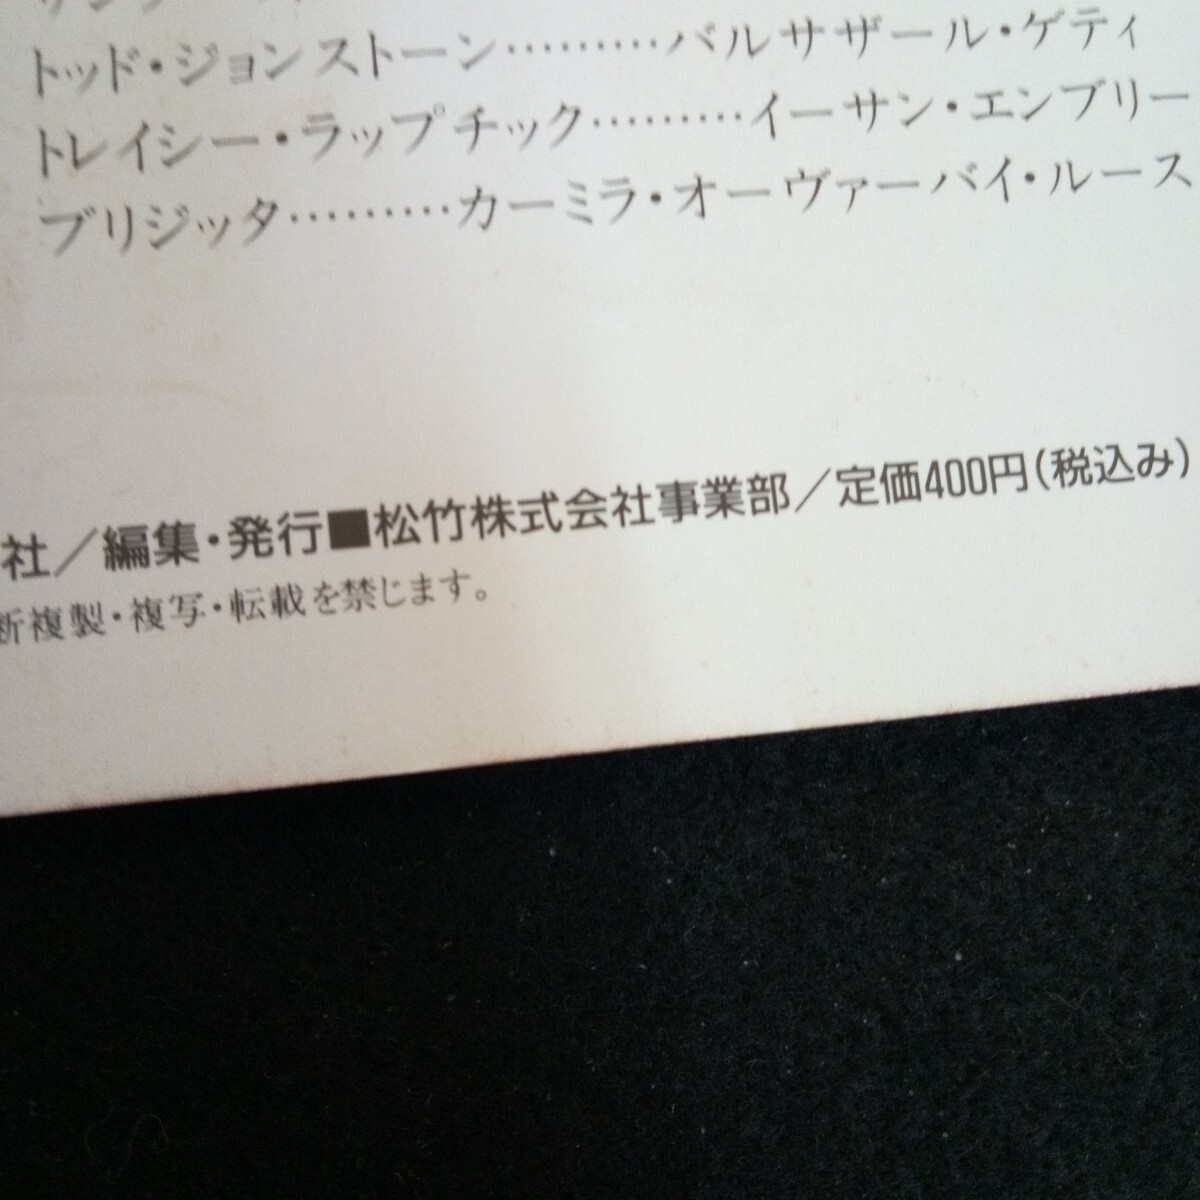 トッド・ジョンストーン………バルサザール・ゲティ
トレイシー・ラップチック………イーサン・エンブリー
ブリジッタ………カーミラ・オーヴァーバイ・ルース
社／編集・発行■松竹株式会社事業部／定価400円(税込み)
断複製・複写・転載を禁じます。